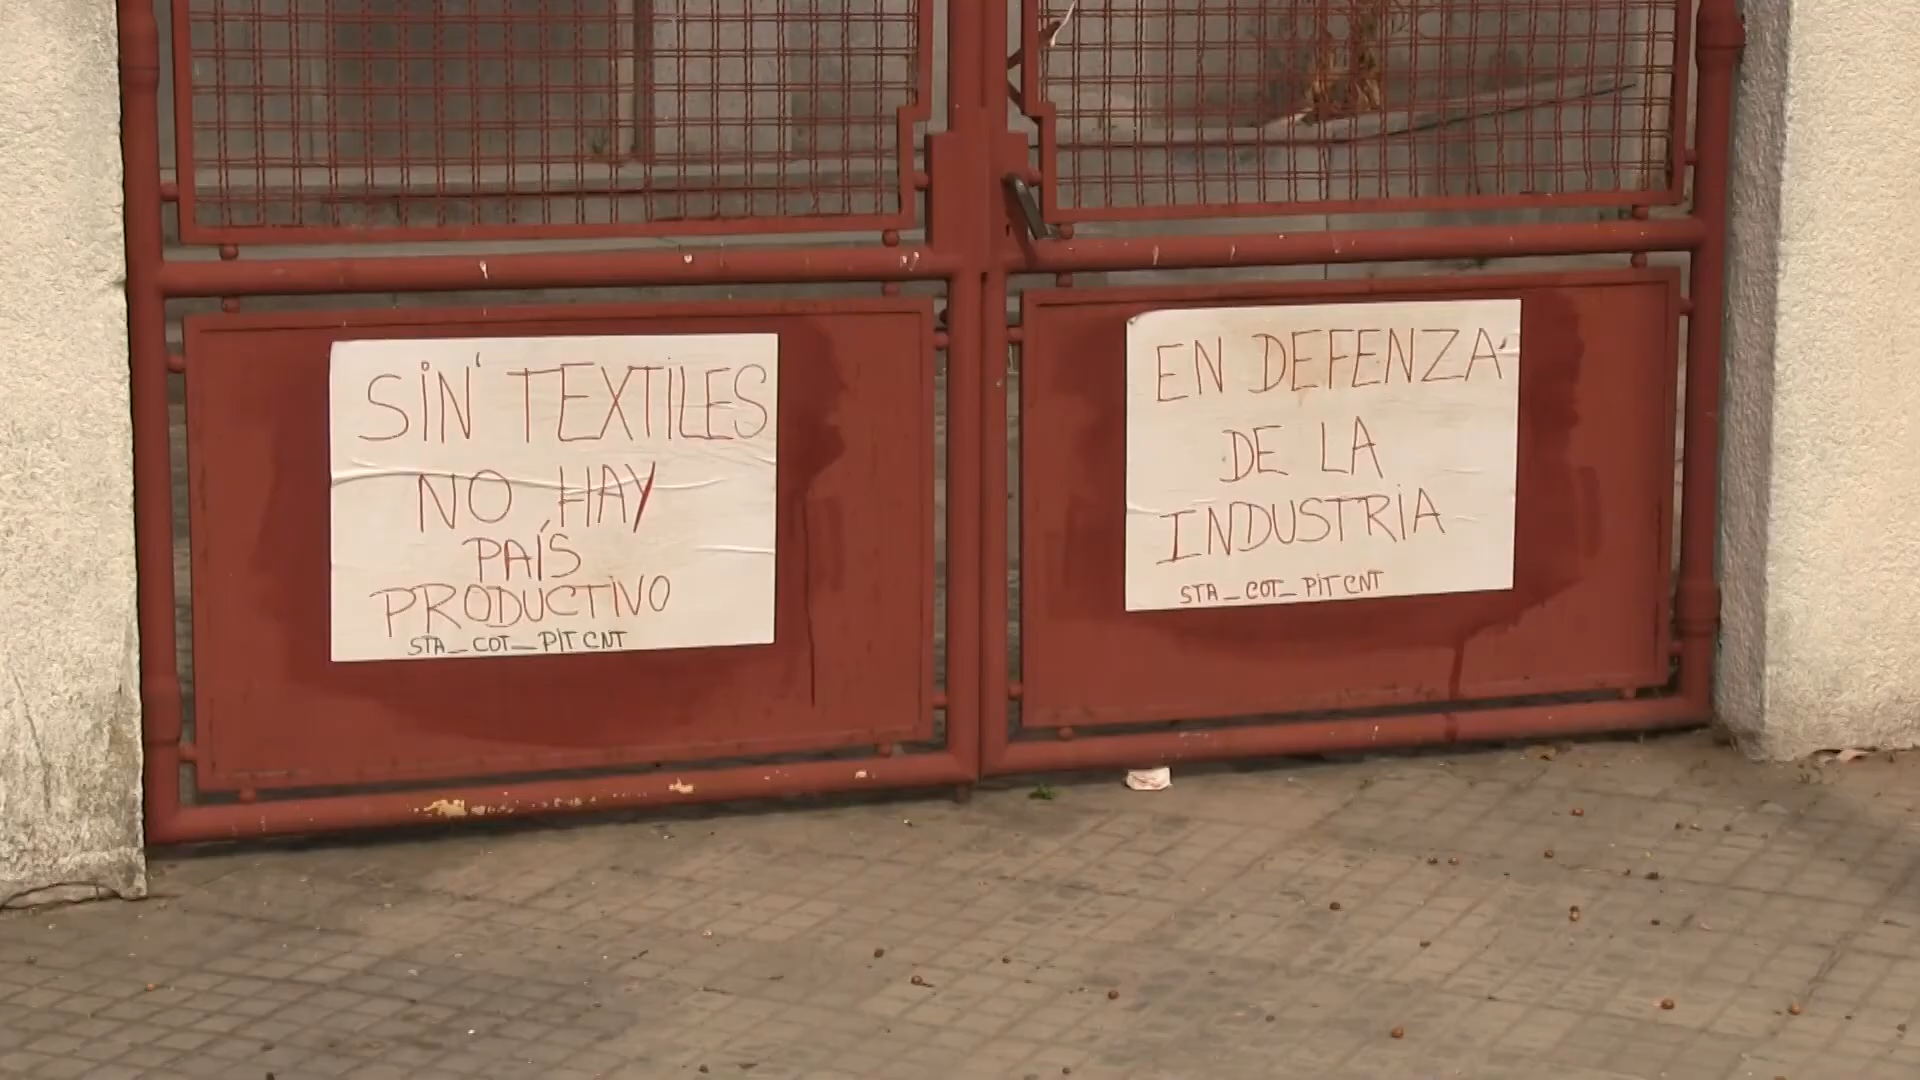 SIN TEXTILES
NO HAY
PAÍS
PRODUCTIVO
STA_COT_PIT CNT
EN DEFENZA
DE LA
INDUSTRIA
STA_COT_PIT CNT